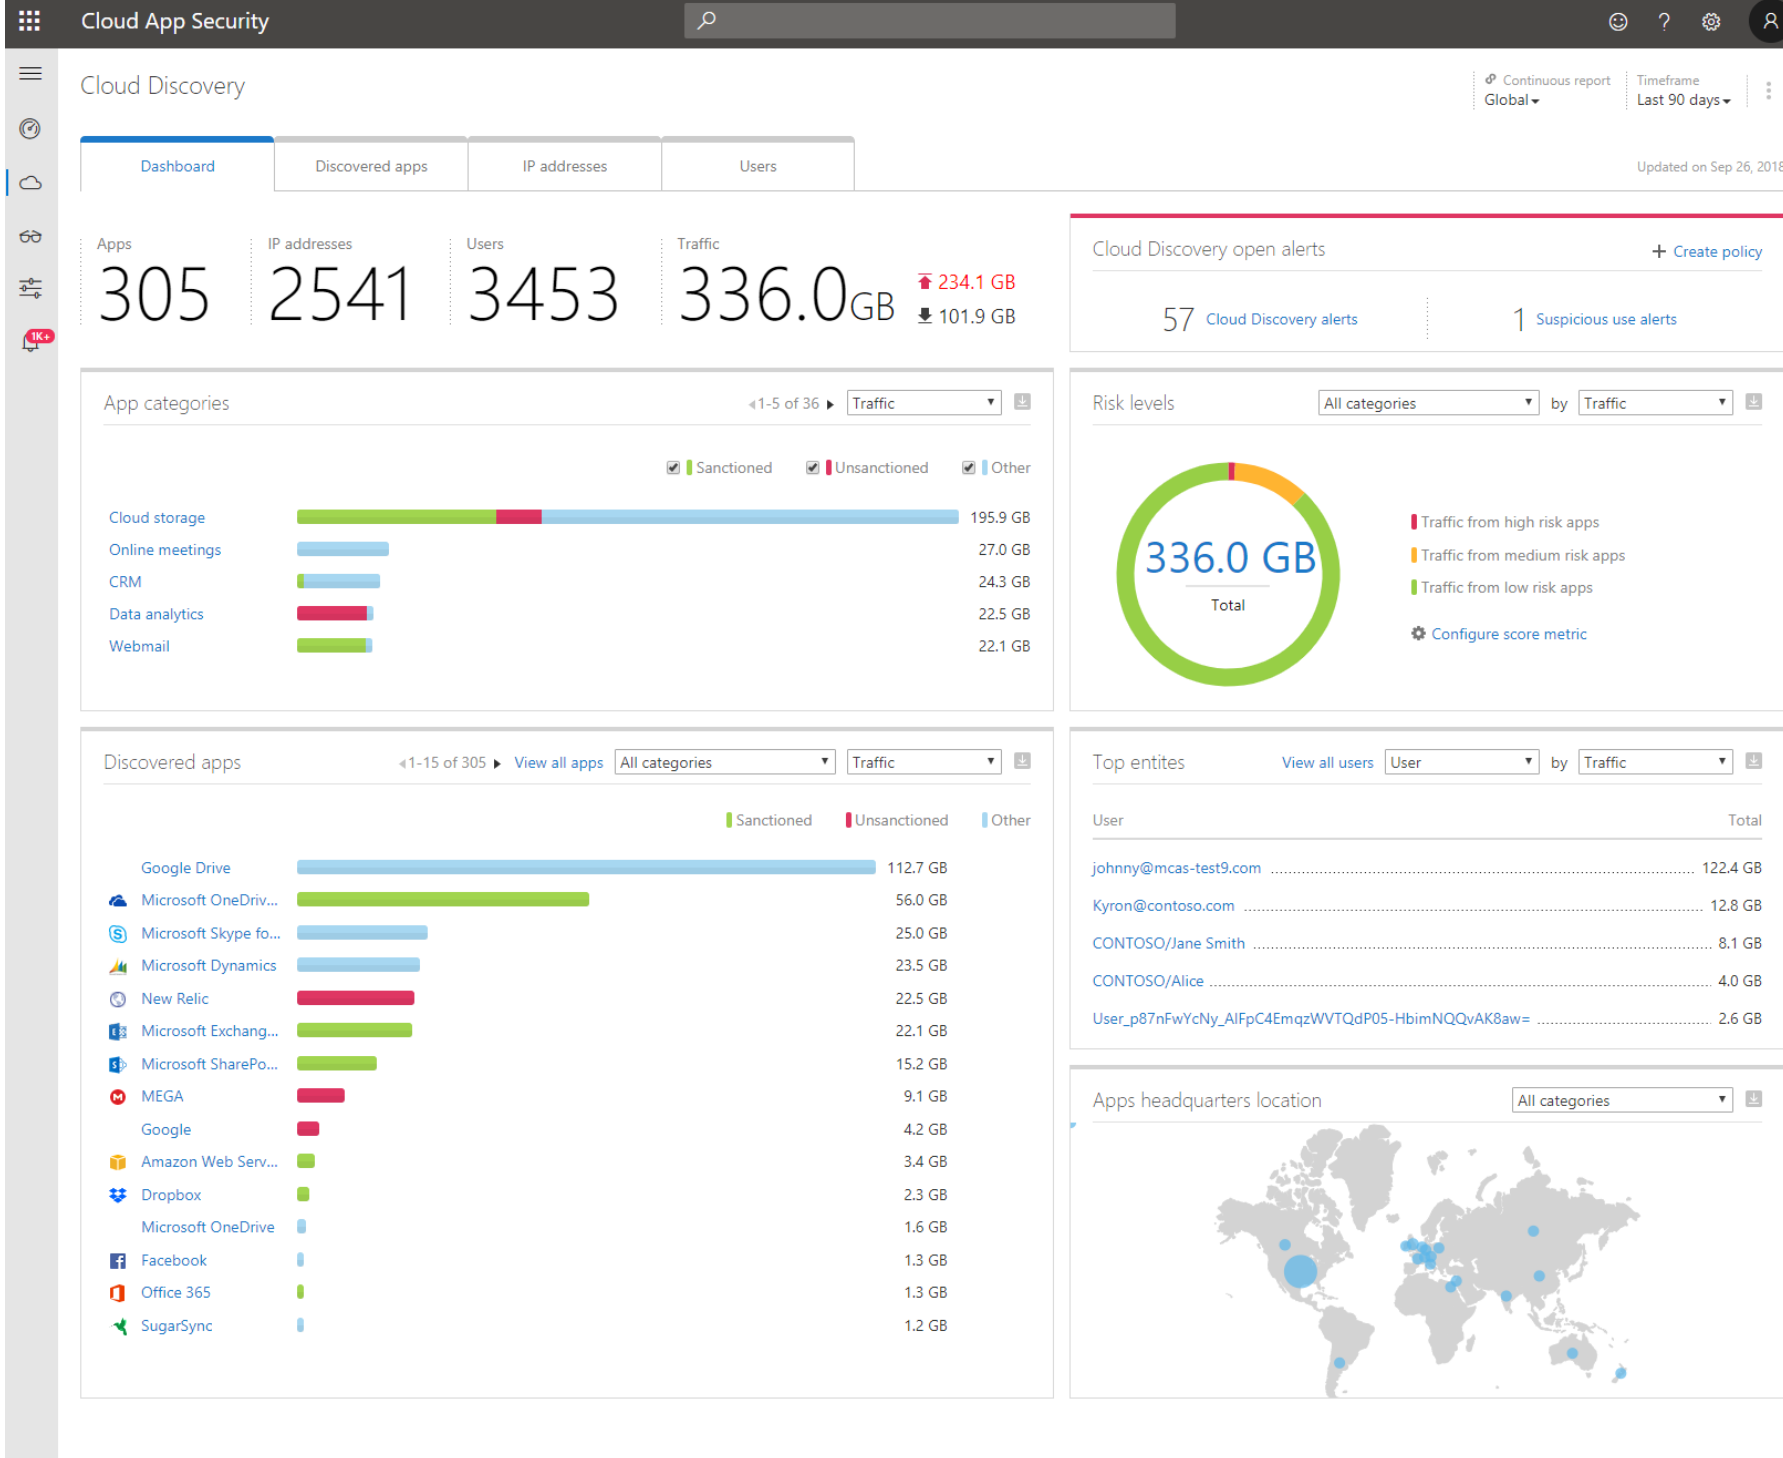 Cloud App Security
?
Cloud Discovery
Continuous report
Global
Timeframe
Last 90 days
Dashboard
Discovered apps
IP addresses
Users
Updated on Sep 26, 2018
1K+
Apps
305
IP addresses
2541
Users
3453
Traffic
336.0GB
234.1 GB
101.9 GB
Cloud Discovery open alerts
+ Create policy
57 Cloud Discovery alerts
1 Suspicious use alerts
App categories
1-5 of 36
Traffic
Sanctioned
Unsanctioned
Other
Cloud storage 195.9 GB
Online meetings 27.0 GB
CRM 24.3 GB
Data analytics 22.5 GB
Webmail 22.1 GB
Risk levels
All categories
by
Traffic
336.0 GB
Total
Traffic from high risk apps
Traffic from medium risk apps
Traffic from low risk apps
Configure score metric
Discovered apps
1-15 of 305
View all apps
All categories
Traffic
Sanctioned
Unsanctioned
Other
Google Drive 112.7 GB
Microsoft OneDriv... 56.0 GB
S Microsoft Skype fo... 25.0 GB
Microsoft Dynamics 23.5 GB
New Relic 22.5 GB
Microsoft Exchang... 22.1 GB
Microsoft SharePo... 15.2 GB
MEGA 9.1 GB
Google 4.2 GB
Amazon Web Serv... 3.4 GB
Dropbox 2.3 GB
Microsoft OneDrive 1.6 GB
Facebook 1.3 GB
Office 365 1.3 GB
SugarSync 1.2 GB
Top entites
View all users
User
by
Traffic
User Total
johnny@mcas-test9.com 122.4 GB
Kyron@contoso.com 12.8 GB
CONTOSO/Jane Smith 8.1 GB
CONTOSO/Alice 4.0 GB
User_p87nFwYcNy_AIFpC4EmqzWVTQdP05-HbimNQQvAK8aw= 2.6 GB
Apps headquarters location
All categories